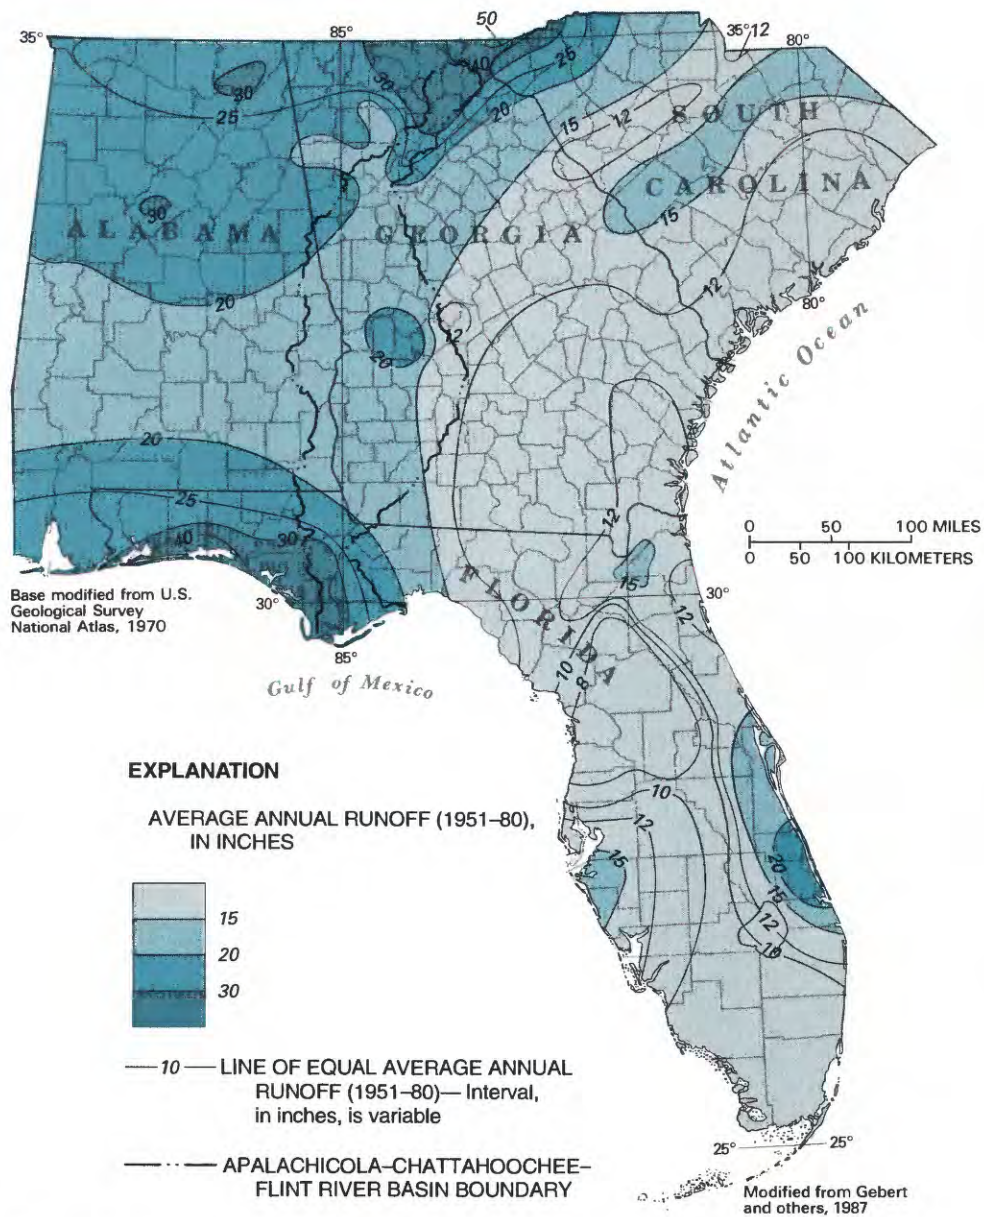 50
35°
85°
35°12
80°
40
30
25
30
25
20
15
12
SOUTH
CAROLINA
15
30
ALABAMA
GEORGIA
20
12
80°
12
20
Atlantic Ocean
20
25
12
0 50 100 MILES
0 50 100 KILOMETERS
40
30
15
FLORIDA
30°
12
30°
Base modified from U.S.
Geological Survey
National Atlas, 1970
85°
Gulf of Mexico
10
8
EXPLANATION
AVERAGE ANNUAL RUNOFF (1951–80),
IN INCHES
15
20
30
10
12
15
20
15
12
10
—10— LINE OF EQUAL AVERAGE ANNUAL
RUNOFF (1951–80)— Interval,
in inches, is variable
APALACHICOLA–CHATTAHOOCHEE–
FLINT RIVER BASIN BOUNDARY
25°
25°
Modified from Gebert
and others, 1987